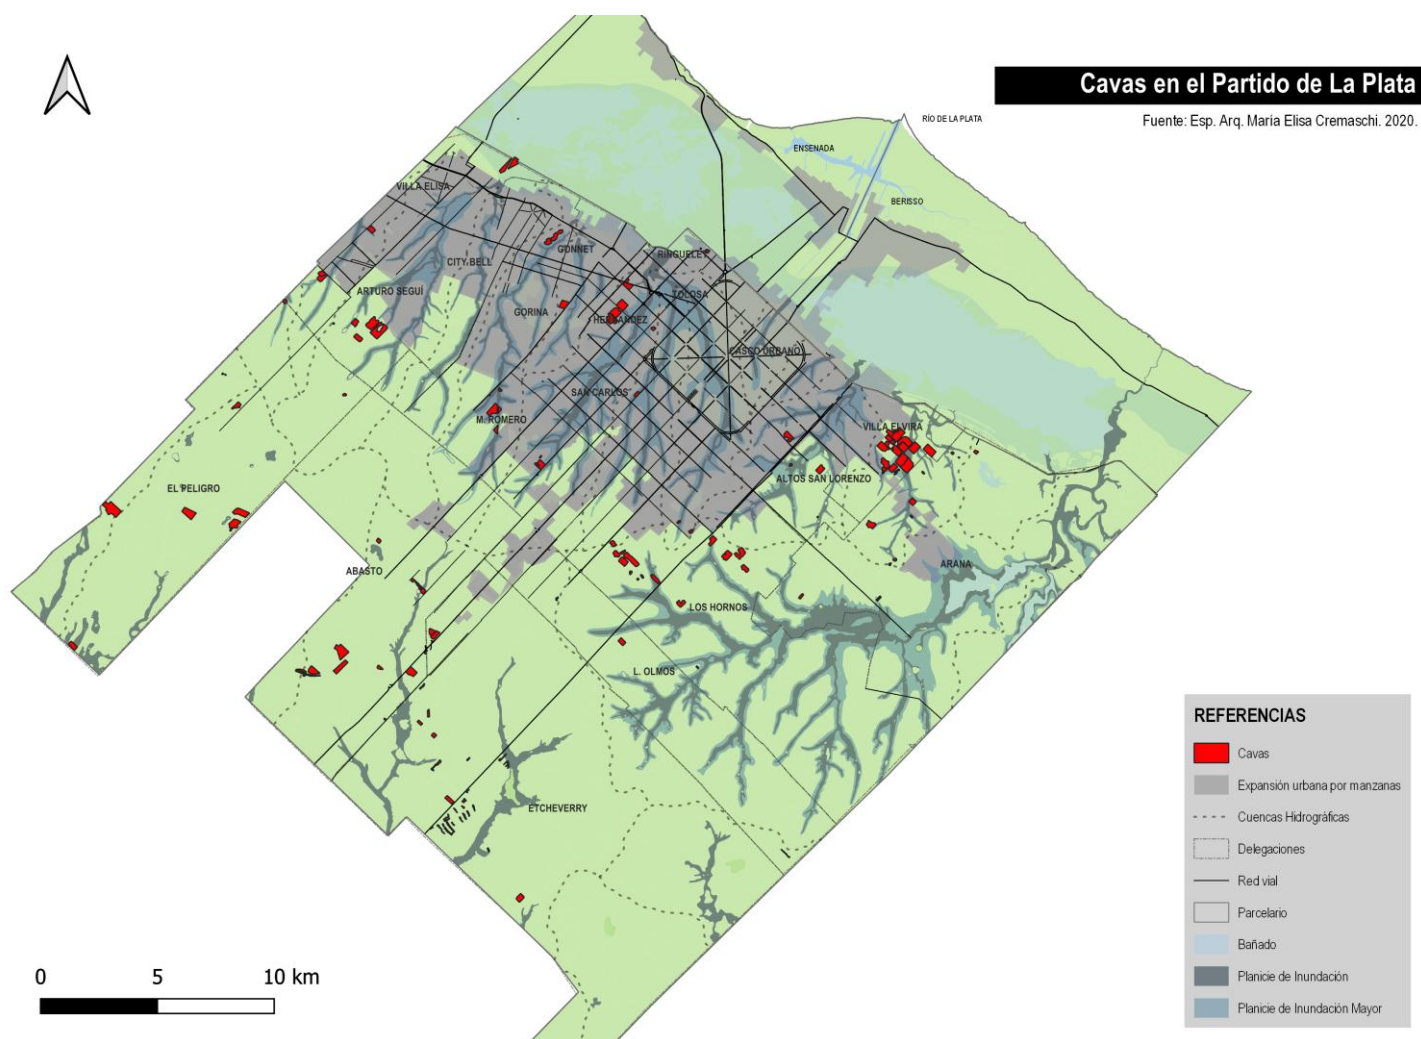 Cavas en el Partido de La Plata
Fuente: Esp. Arq. María Elisa Cremaschi. 2020.
RÍO DE LA PLATA
ENSENADA
BERISSO
VILLA ELISA
GONNET
RINGUELET
CITY BELL
ARTURO SEGUÍ
TOLOSA
GORINA
HERNANDEZ
CASCO URBANO
SAN CARLOS
M. ROMERO
VILLA ELVIRA
ALTOS SAN LORENZO
EL PELIGRO
ABASTO
ARANA
LOS HORNOS
L. OLMOS
ETCHEVERRY
REFERENCIAS
Cavas
Expansión urbana por manzanas
Cuencas Hidrográficas
Delegaciones
Red vial
Parcelario
Bañado
Planicie de Inundación
Planicie de Inundación Mayor
0 5 10 km